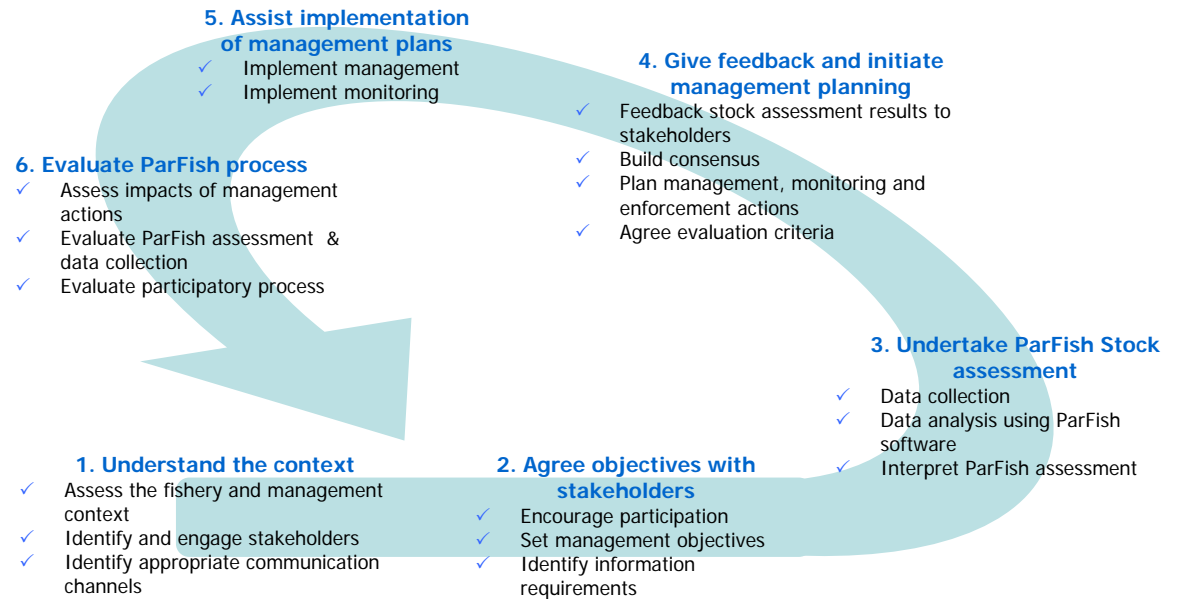 5. Assist implementation
of management plans
✓ Implement management
✓ Implement monitoring
4. Give feedback and initiate
management planning
✓ Feedback stock assessment results to
stakeholders
✓ Build consensus
✓ Plan management, monitoring and
enforcement actions
✓ Agree evaluation criteria
6. Evaluate ParFish process
✓ Assess impacts of management
actions
✓ Evaluate ParFish assessment &
data collection
✓ Evaluate participatory process
3. Undertake ParFish Stock
assessment
✓ Data collection
✓ Data analysis using ParFish
software
✓ Interpret ParFish assessment
1. Understand the context
✓ Assess the fishery and management
context
✓ Identify and engage stakeholders
✓ Identify appropriate communication
channels
2. Agree objectives with
stakeholders
✓ Encourage participation
✓ Set management objectives
✓ Identify information
requirements